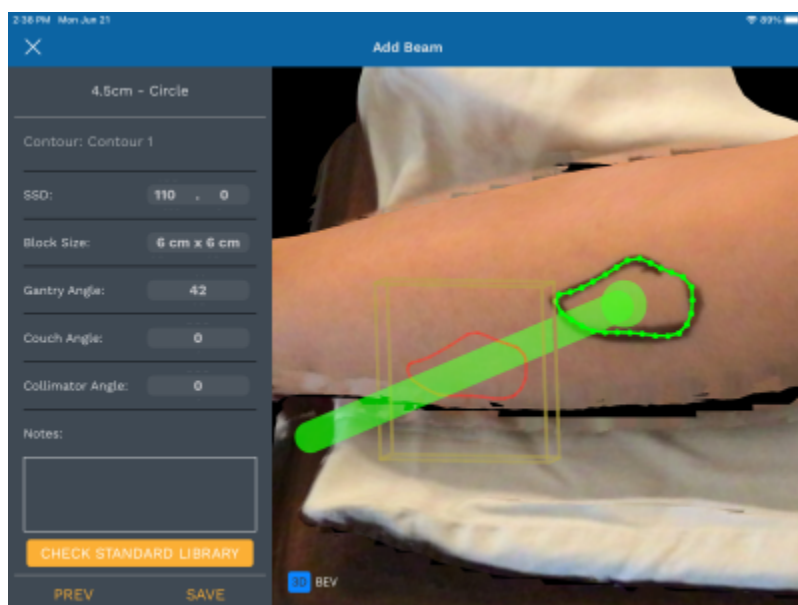 2:38 PM Mon Jun 21
89%
Add Beam
4.5cm - Circle
Contour: Contour 1
SSD: 110 . 0
Block Size: 6 cm x 6 cm
Gantry Angle: 42
Couch Angle: 0
Collimator Angle: 0
Notes:
CHECK STANDARD LIBRARY
PREV SAVE
3D BEV